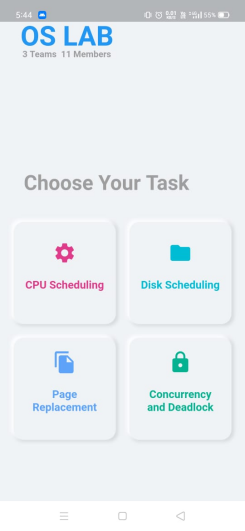 5:44
55%
OS LAB
3 Teams 11 Members
Choose Your Task
CPU Scheduling
Disk Scheduling
Page
Replacement
Concurrency
and Deadlock